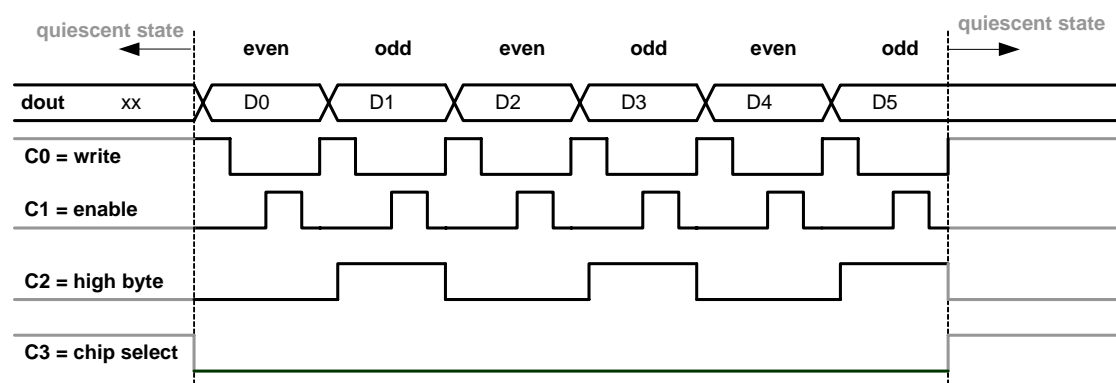 quiescent state
quiescent state
even odd even odd even odd
dout xx D0 D1 D2 D3 D4 D5
C0 = write
C1 = enable
C2 = high byte
C3 = chip select